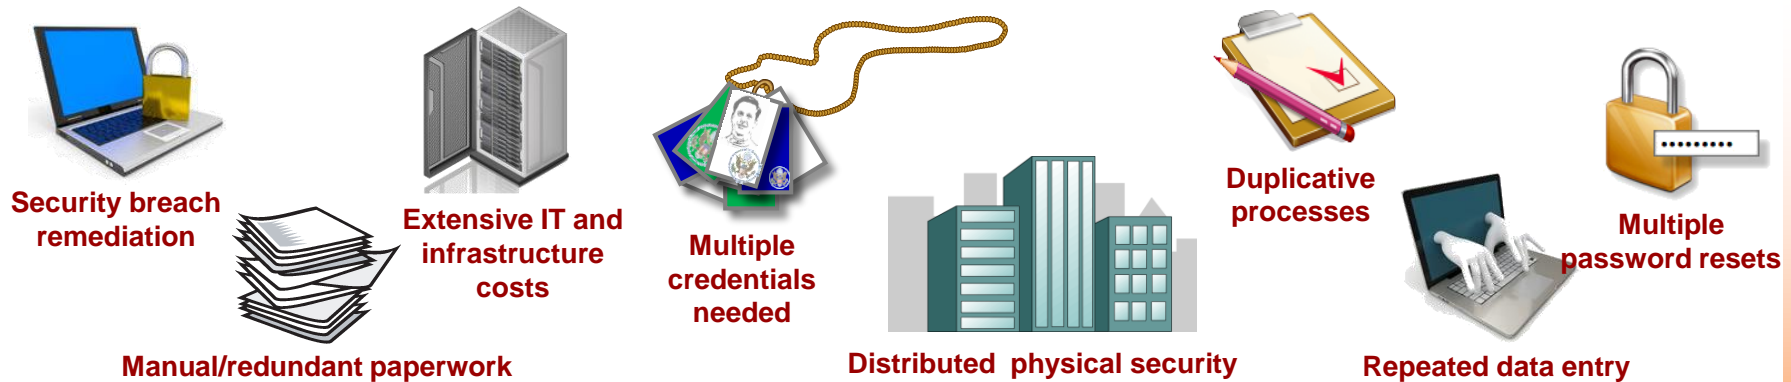 Security breach
remediation
Manual/redundant paperwork
Extensive IT and
infrastructure
costs
Multiple
credentials
needed
Distributed physical security
Duplicative
processes
Repeated data entry
Multiple
password resets